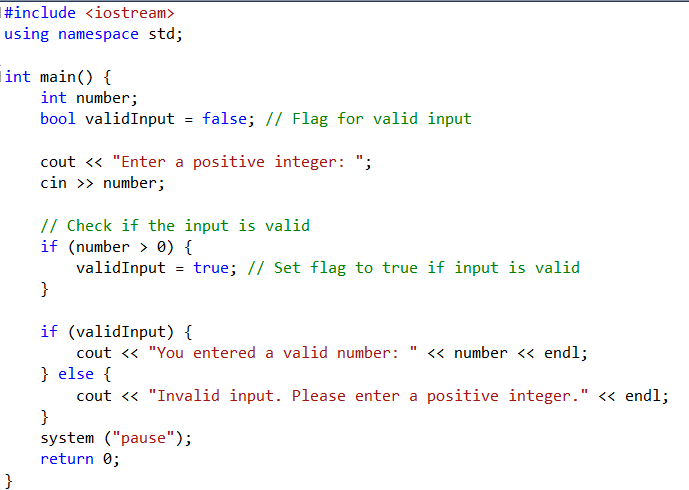 #include <iostream>
using namespace std;
int main() {
int number;
bool validInput = false; // Flag for valid input
cout << "Enter a positive integer: ";
cin >> number;
// Check if the input is valid
if (number > 0) {
validInput = true; // Set flag to true if input is valid
}
if (validInput) {
cout << "You entered a valid number: " << number << endl;
} else {
cout << "Invalid input. Please enter a positive integer." << endl;
}
system ("pause");
return 0;
}